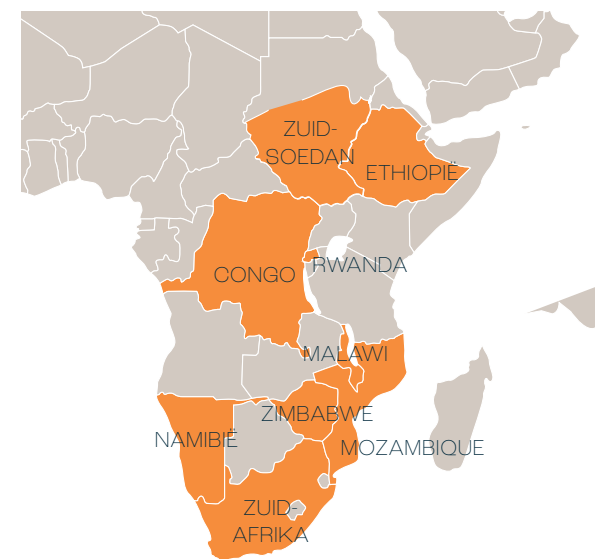 ZUID-
SOEDAN
ETHIOPIË
RWANDA
CONGO
MALAWI
ZIMBABWE
NAMIBIË
MOZAMBIQUE
ZUID-
AFRIKA